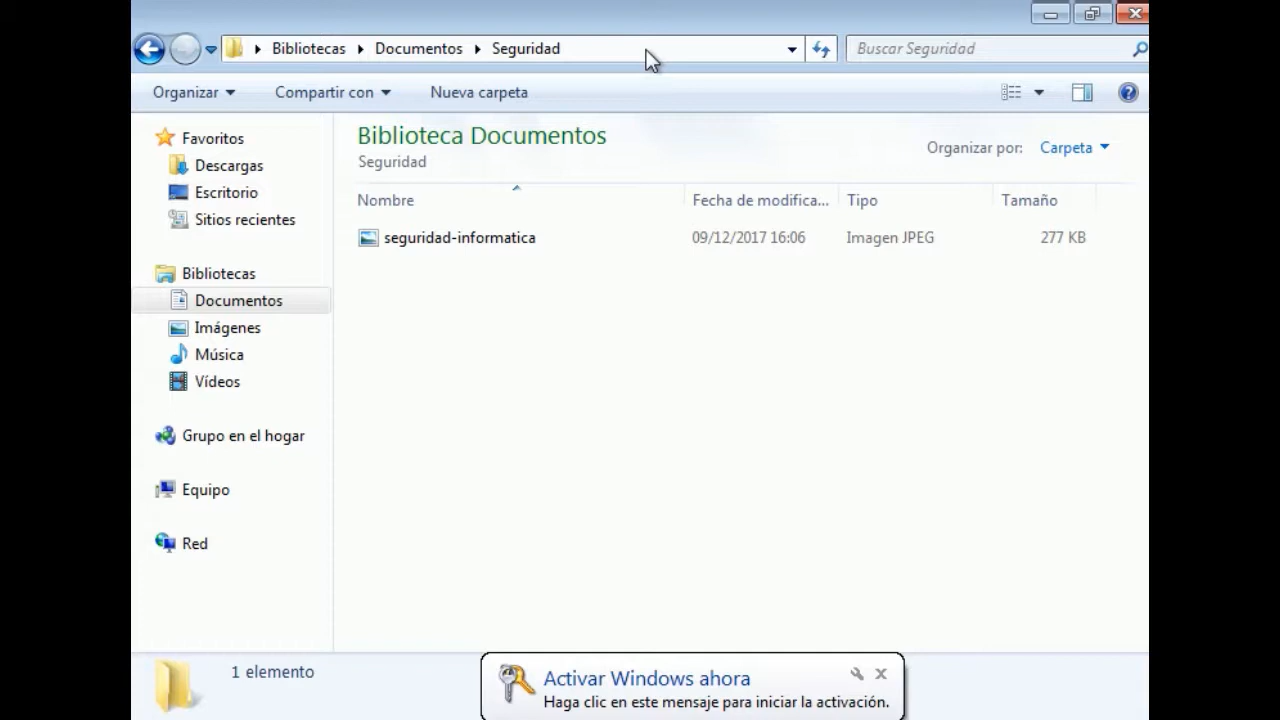 Bibliotecas Documentos Seguridad
Buscar Seguridad
Organizar Compartir con Nueva carpeta
Favoritos
Descargas
Escritorio
Sitios recientes
Bibliotecas
Documentos
Imágenes
Música
Vídeos
Grupo en el hogar
Equipo
Red
Biblioteca Documentos
Seguridad
Organizar por: Carpeta
Nombre Fecha de modifica... Tipo Tamaño
seguridad-informatica 09/12/2017 16:06 Imagen JPEG 277 KB
1 elemento
Activar Windows ahora
Haga clic en este mensaje para iniciar la activación.